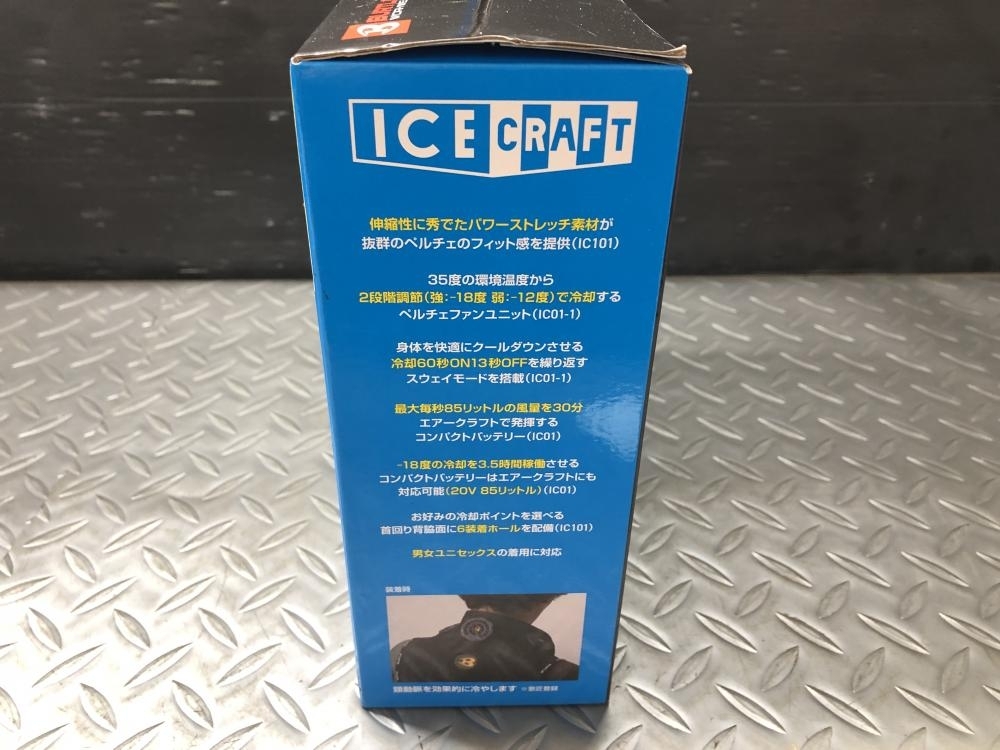 ICE CRAFT
伸縮性に秀でたパワーストレッチ素材が
抜群のペルチェのフィット感を提供(IC101)
35度の環境温度から
2段階調節(強:-18度 弱:-12度)で冷却する
ペルチェファンユニット(IC01-1)
身体を快適にクールダウンさせる
冷却60秒ON13秒OFFを繰り返す
スウェイモードを搭載(IC01-1)
最大毎秒85リットルの風量を30分
エアークラフトで発揮する
コンパクトバッテリー(IC01)
-18度の冷却を3.5時間稼働させる
コンパクトバッテリーはエアークラフトにも
対応可能(20V 85リットル)(IC01)
お好みの冷却ポイントを選べる
首回り背脇面に6装着ホールを配備(IC101)
男女ユニセックスの着用に対応
装着時
頸動脈を効果的に冷やします ※意匠登録